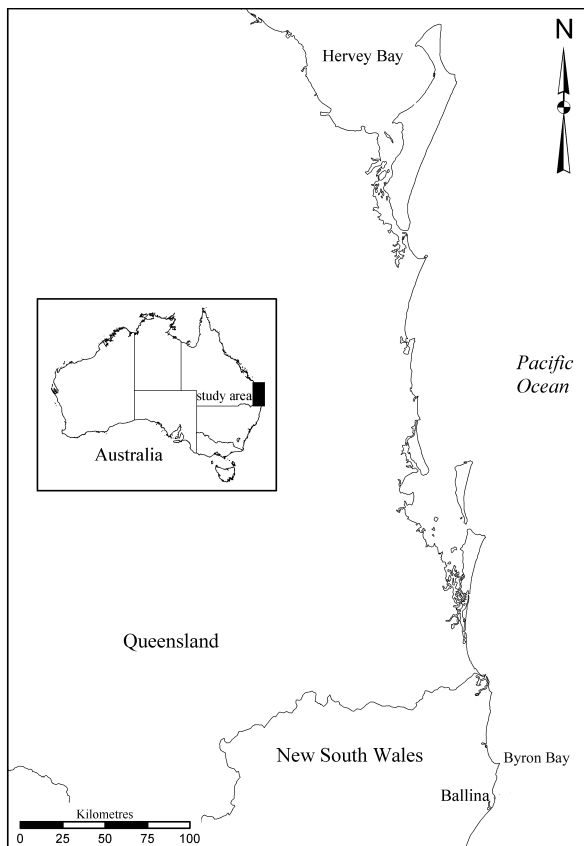 N
Hervey Bay
Pacific
Ocean
study area
Australia
Queensland
New South Wales
Byron Bay
Ballina
Kilometres
0 25 50 75 100